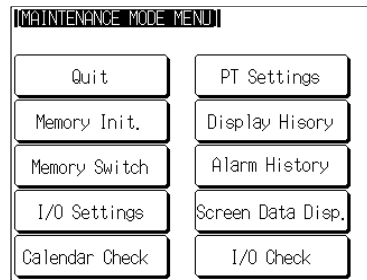 [MAINTENANCE MODE MENU]
Quit
PT Settings
Memory Init.
Display Hisory
Memory Switch
Alarm History
I/O Settings
Screen Data Disp.
Calendar Check
I/O Check